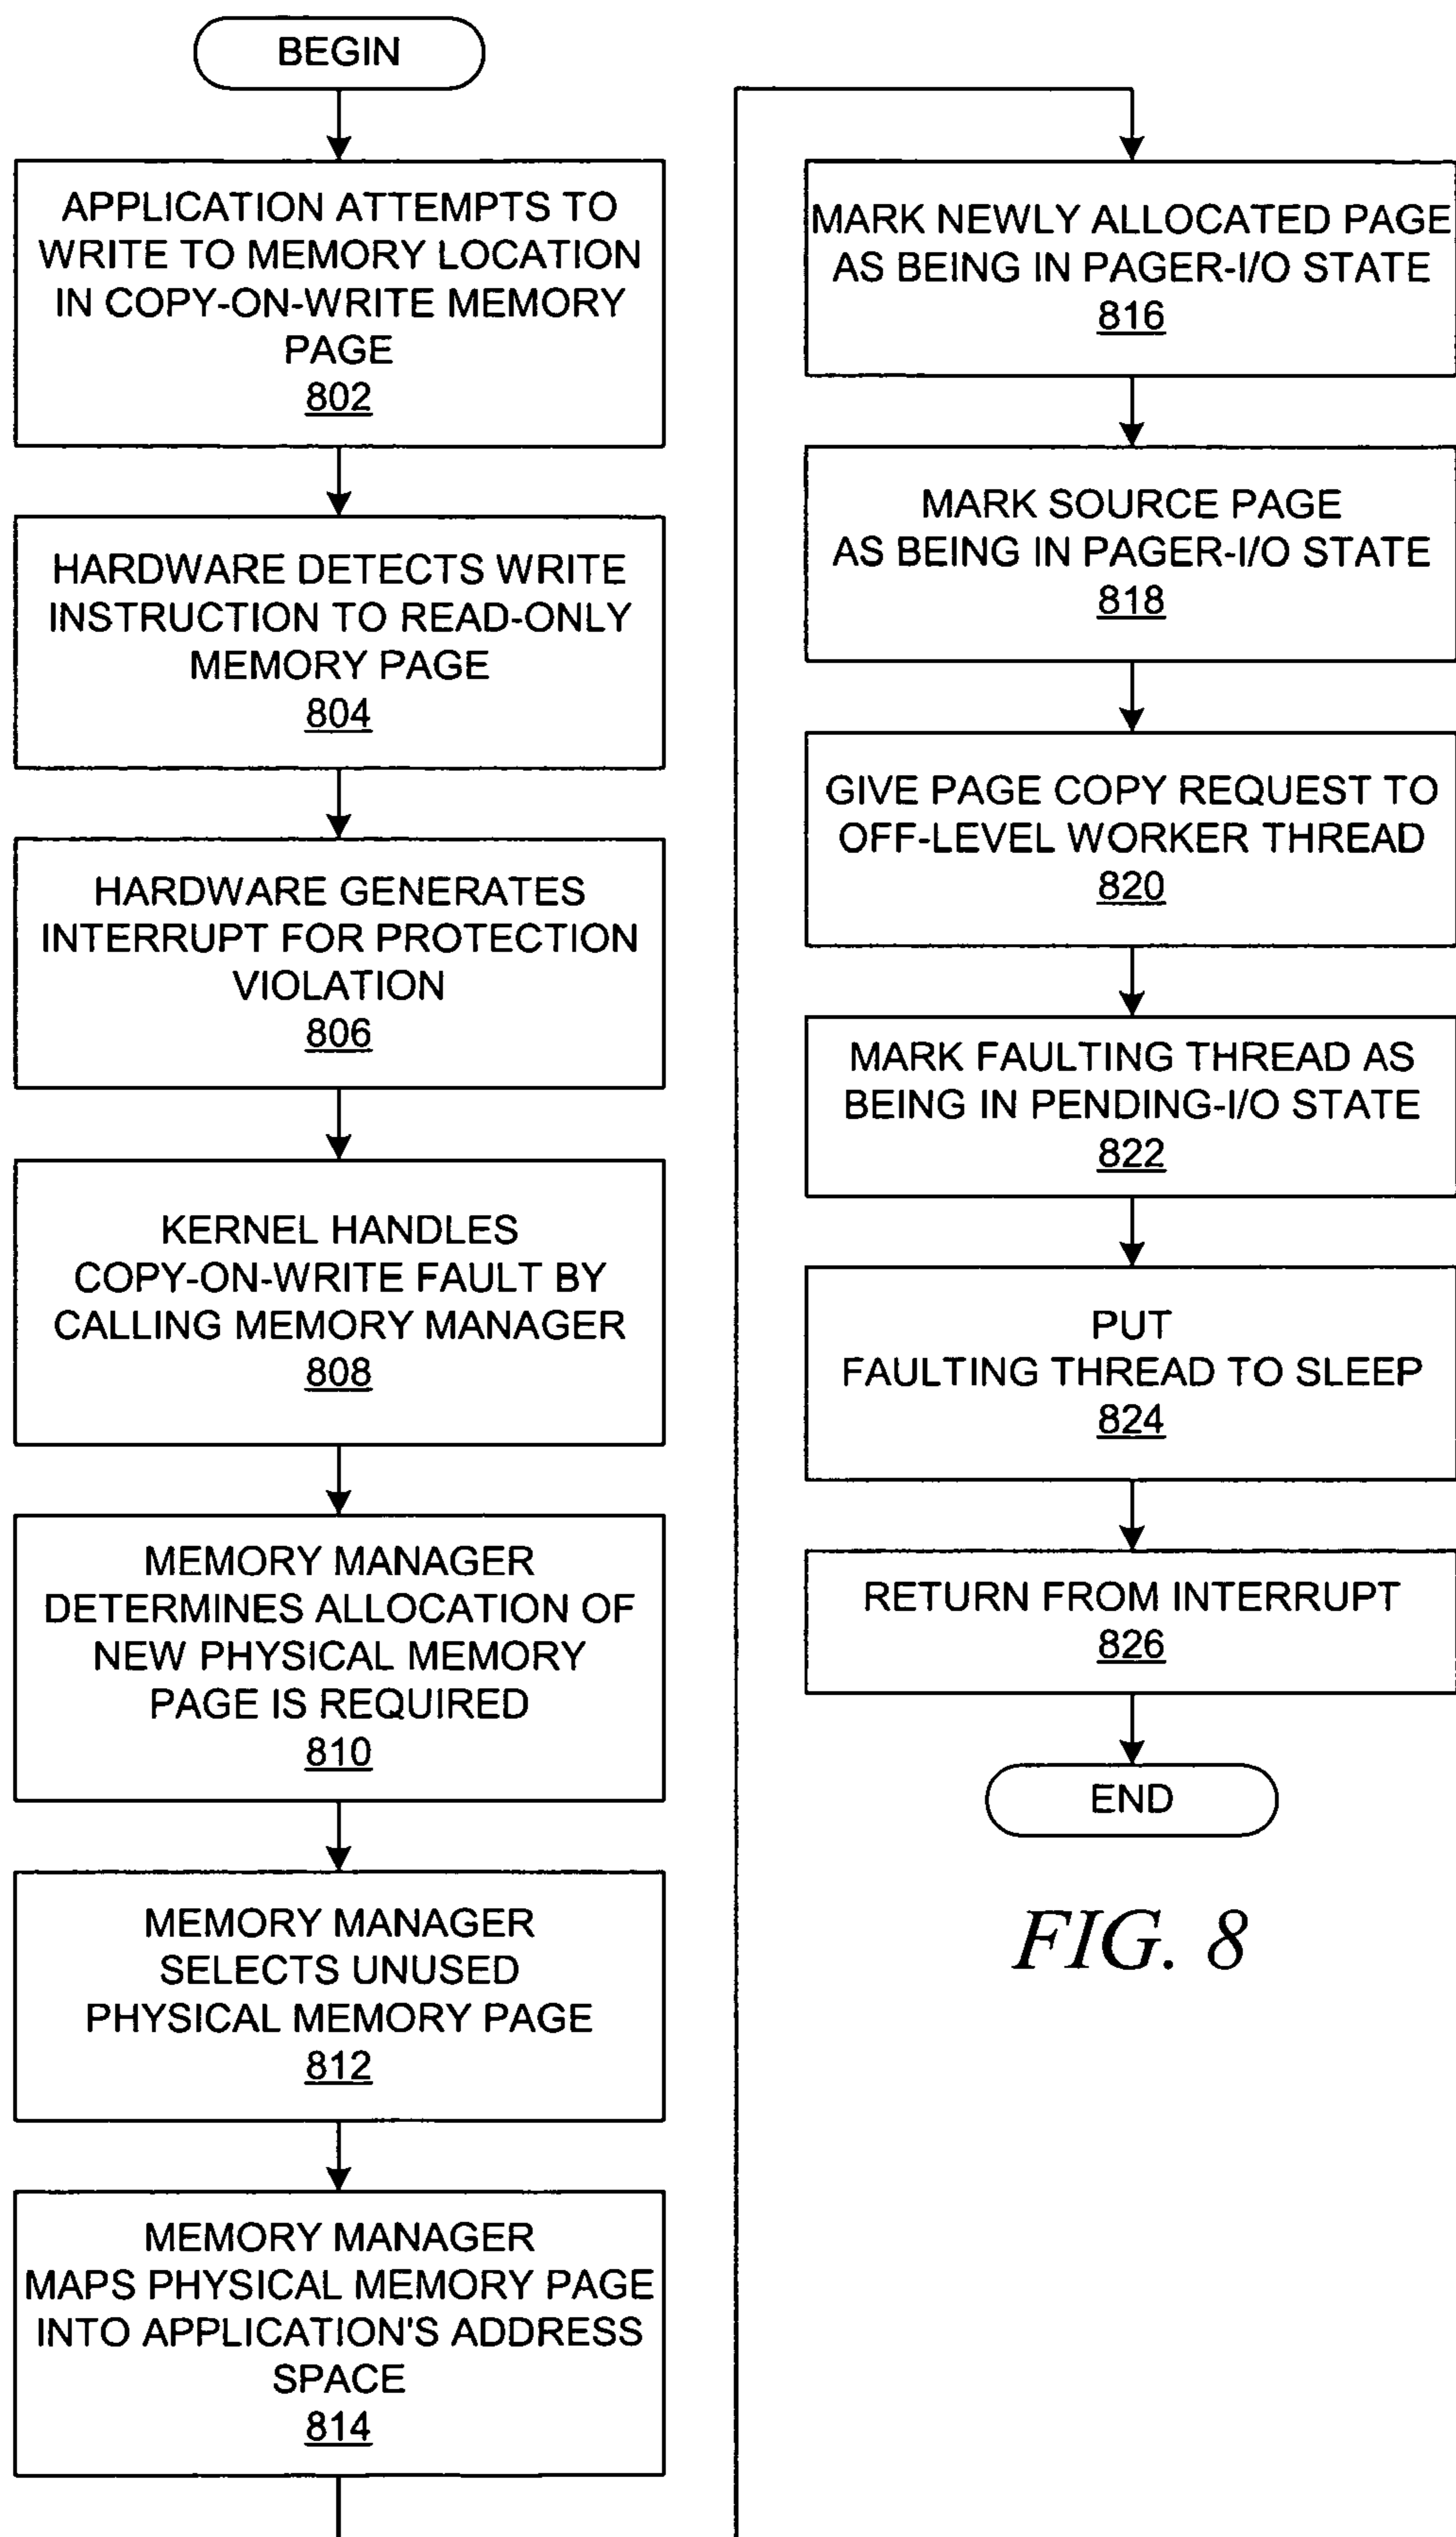 BEGIN
APPLICATION ATTEMPTS TO
WRITE TO MEMORY LOCATION
IN COPY-ON-WRITE MEMORY
PAGE
802
HARDWARE DETECTS WRITE
INSTRUCTION TO READ-ONLY
MEMORY PAGE
804
HARDWARE GENERATES
INTERRUPT FOR PROTECTION
VIOLATION
806
KERNEL HANDLES
COPY-ON-WRITE FAULT BY
CALLING MEMORY MANAGER
808
MEMORY MANAGER
DETERMINES ALLOCATION OF
NEW PHYSICAL MEMORY
PAGE IS REQUIRED
810
MEMORY MANAGER
SELECTS UNUSED
PHYSICAL MEMORY PAGE
812
MEMORY MANAGER
MAPS PHYSICAL MEMORY PAGE
INTO APPLICATION'S ADDRESS
SPACE
814
MARK NEWLY ALLOCATED PAGE
AS BEING IN PAGER-I/O STATE
816
MARK SOURCE PAGE
AS BEING IN PAGER-I/O STATE
818
GIVE PAGE COPY REQUEST TO
OFF-LEVEL WORKER THREAD
820
MARK FAULTING THREAD AS
BEING IN PENDING-I/O STATE
822
PUT
FAULTING THREAD TO SLEEP
824
RETURN FROM INTERRUPT
826
END
FIG. 8